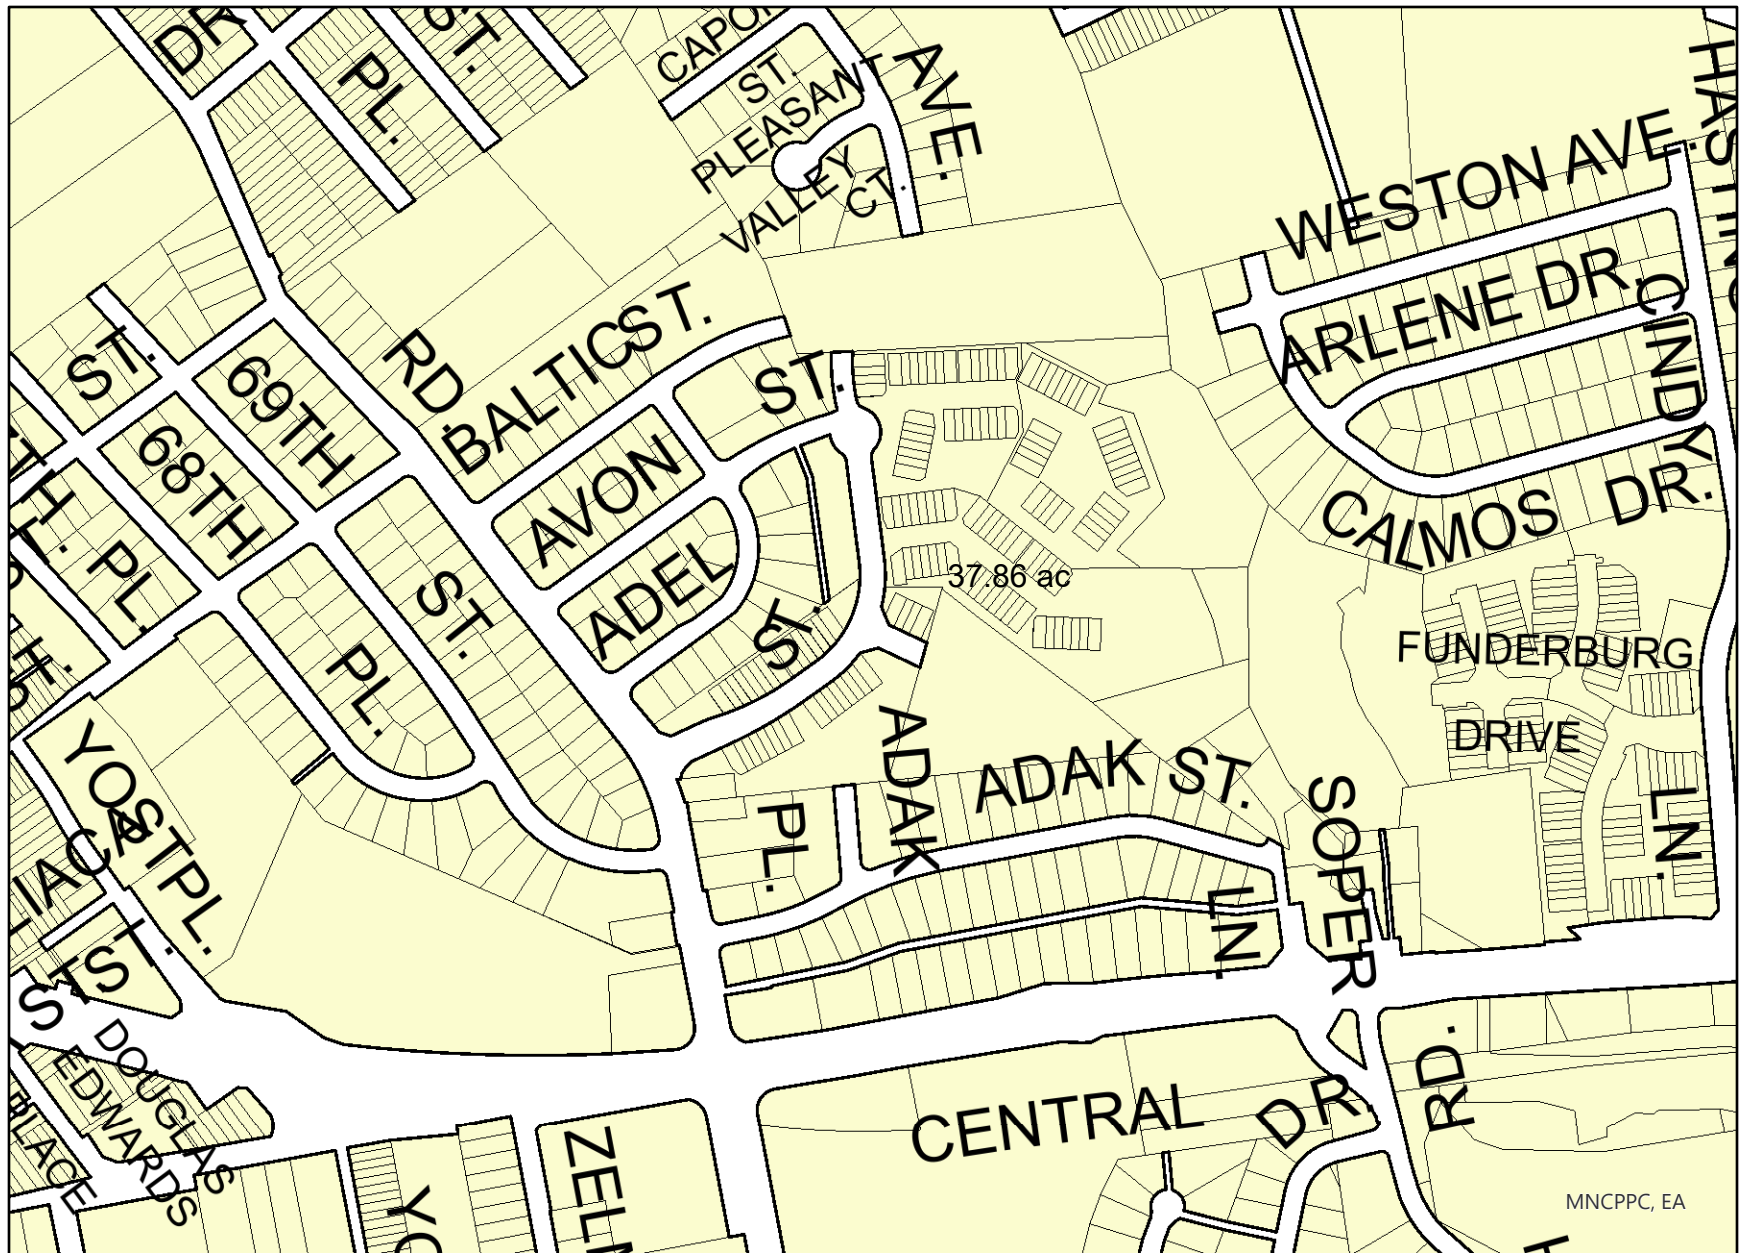 DR
PL.
ST.
CAPO
ST.
PLEASANT
VALLEY
CT.
AVE.
WESTON AVE.
ARLENE DR.
CINDY
LN.
CALMOS DR.
ST.
69TH
ST.
68TH
PL.
PL.
RD.
BALTIC ST.
AVON
ST.
ADEL
ST.
37.86 ac
FUNDERBURG
DRIVE
YOST PL.
ST.
ADAK
PL.
ADAK ST.
LN.
SOPER
RD.
DOUGLAS
EDWARDS
PLACE
CENTRAL
DR.
MNCPPC, EA